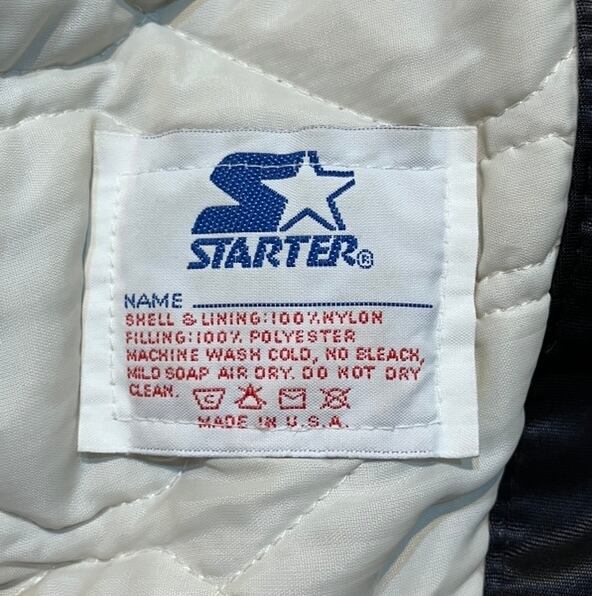 STARTER®
NAME
SHELL & LINING:100% NYLON
FILLING:100% POLYESTER
MACHINE WASH COLD, NO BLEACH,
MILD SOAP AIR DRY. DO NOT DRY
CLEAN.
MADE IN U.S.A.